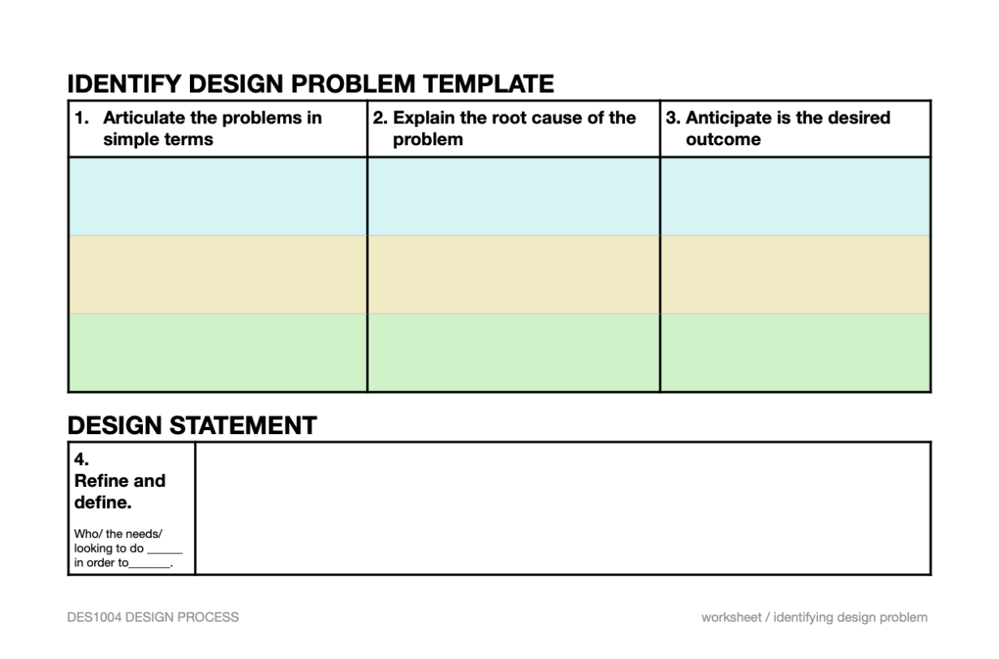 IDENTIFY DESIGN PROBLEM TEMPLATE
1. Articulate the problems in
simple terms
2. Explain the root cause of the
problem
3. Anticipate is the desired
outcome
DESIGN STATEMENT
4.
Refine and
define.
Who/ the needs/
looking to do ______
in order to_______.
DES1004 DESIGN PROCESS
worksheet / identifying design problem